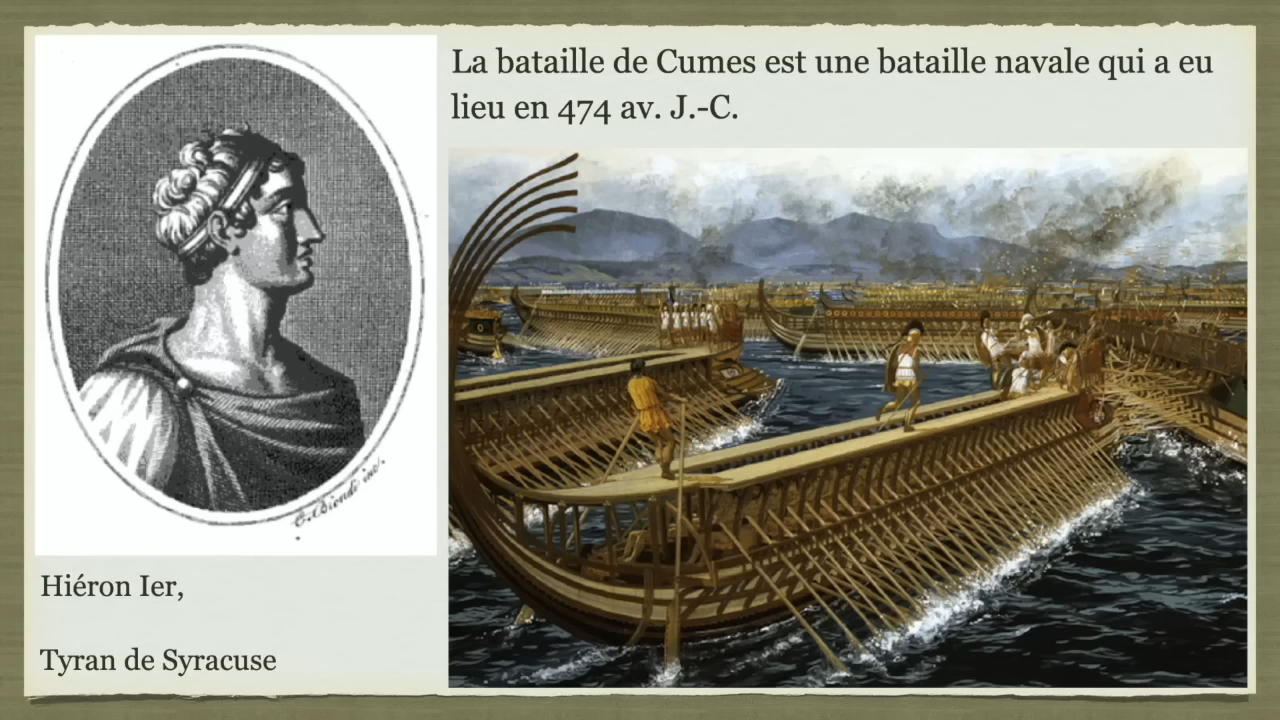 La bataille de Cumes est une bataille navale qui a eu
lieu en 474 av. J.-C.
Hiéron Ier,
Tyran de Syracuse